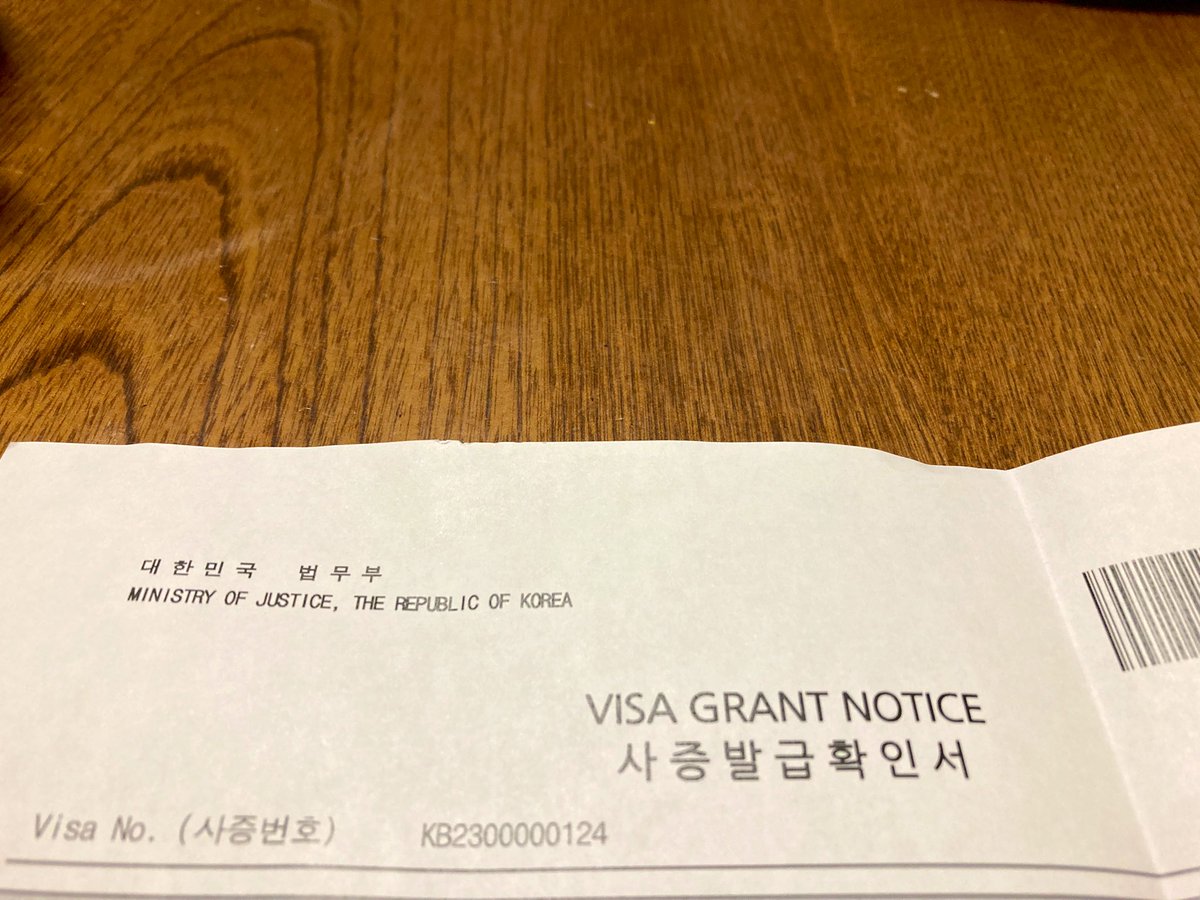 대한민국 법무부
MINISTRY OF JUSTICE, THE REPUBLIC OF KOREA
VISA GRANT NOTICE
사증발급확인서
Visa No. (사증번호) KB2300000124